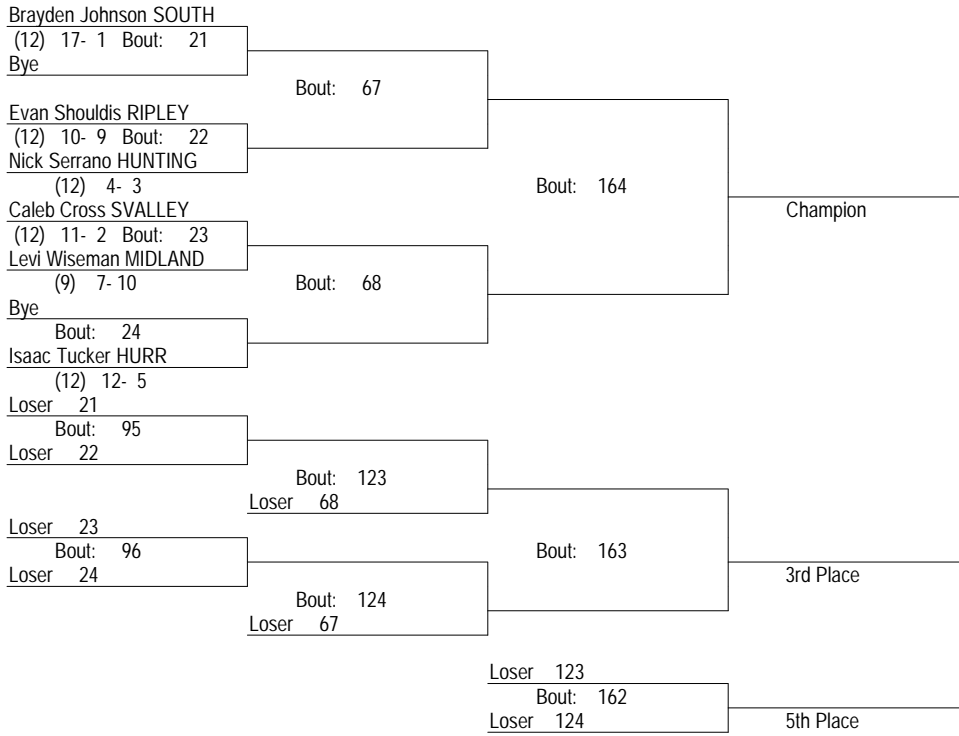 Brayden Johnson SOUTH
(12) 17- 1 Bout: 21
Bye
Bout: 67
Evan Shouldis RIPLEY
(12) 10- 9 Bout: 22
Nick Serrano HUNTING
(12) 4- 3
Bout: 164
Caleb Cross SVALLEY
Champion
(12) 11- 2 Bout: 23
Levi Wiseman MIDLAND
(9) 7- 10
Bout: 68
Bye
Bout: 24
Isaac Tucker HURR
(12) 12- 5
Loser 21
Bout: 95
Loser 22
Bout: 123
Loser 68
Loser 23
Bout: 96
Bout: 163
Loser 24
3rd Place
Bout: 124
Loser 67
Loser 123
Bout: 162
Loser 124
5th Place